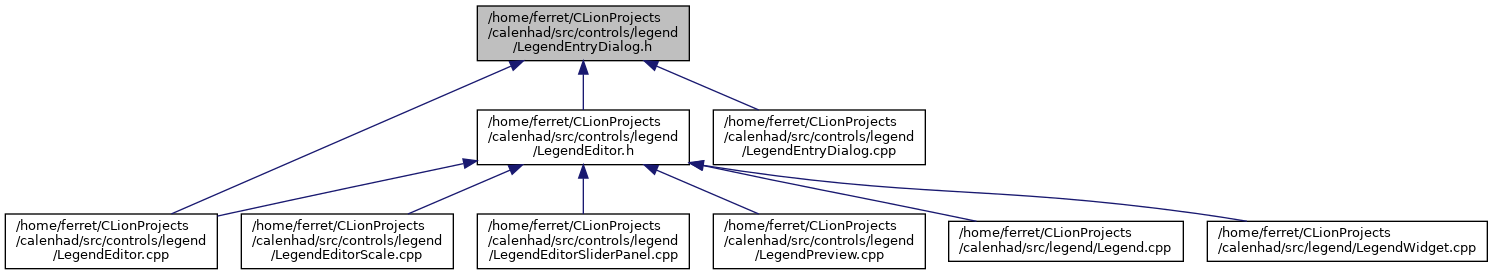 /home/ferret/CLionProjects
/calenhad/src/controls/legend
/LegendEntryDialog.h
/home/ferret/CLionProjects
/calenhad/src/controls/legend
/LegendEditor.h
/home/ferret/CLionProjects
/calenhad/src/controls/legend
/LegendEntryDialog.cpp
/home/ferret/CLionProjects
/calenhad/src/controls/legend
/LegendEditor.cpp
/home/ferret/CLionProjects
/calenhad/src/controls/legend
/LegendEditorScale.cpp
/home/ferret/CLionProjects
/calenhad/src/controls/legend
/LegendEditorSliderPanel.cpp
/home/ferret/CLionProjects
/calenhad/src/controls/legend
/LegendPreview.cpp
/home/ferret/CLionProjects
/calenhad/src/legend/Legend.cpp
/home/ferret/CLionProjects
/calenhad/src/legend/LegendWidget.cpp